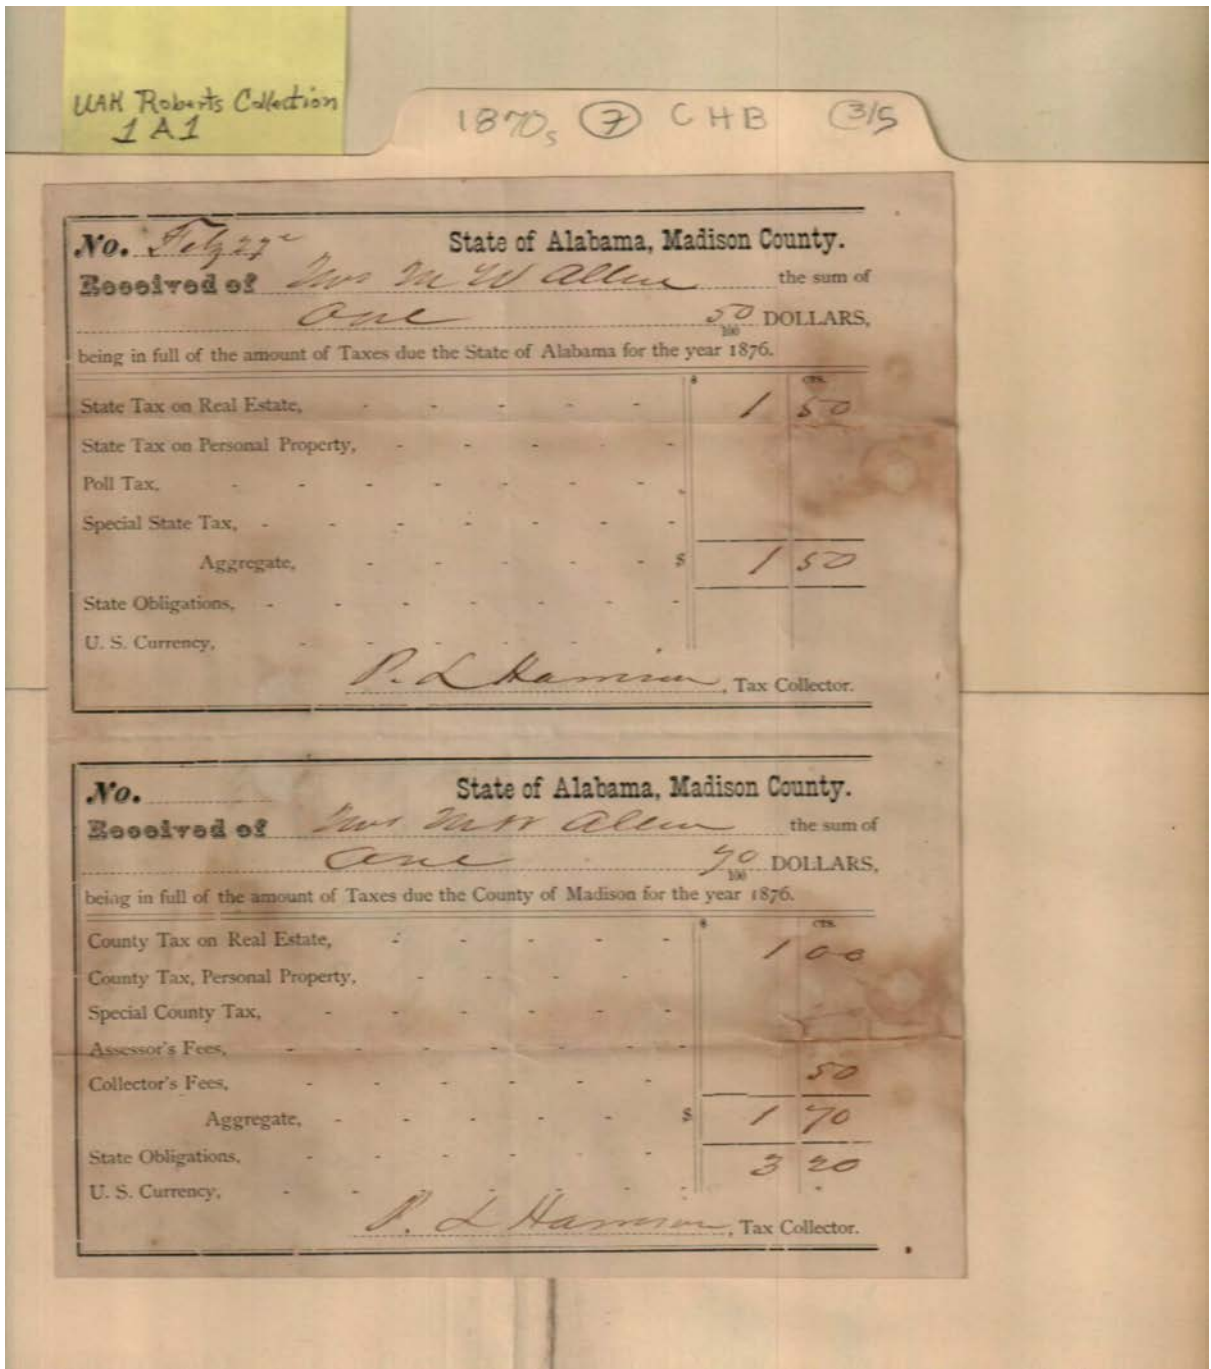 UAH Roberts Collection
1 A 1
1870s 7 CHB 3/5
No. Feb 27 State of Alabama, Madison County.
Received of Mrs M W Allen the sum of
One 50/100 DOLLARS,
being in full of the amount of Taxes due the State of Alabama for the year 1876.
$ CTS.
State Tax on Real Estate, - - - - - 1 50
State Tax on Personal Property, - - - - -
Poll Tax, - - - - - - -
Special State Tax, - - - - - - -
Aggregate, - - - - - $ 1 50
State Obligations, - - - - - - -
U. S. Currency, - - - - - -
P. L Harrison, Tax Collector.
No. State of Alabama, Madison County.
Received of Mrs M W Allen the sum of
One 70/100 DOLLARS,
being in full of the amount of Taxes due the County of Madison for the year 1876.
$ CTS.
County Tax on Real Estate, - - - - - 1 00
County Tax, Personal Property, - - - - -
Special County Tax, - - - - - -
Assessor's Fees, - - - - - - -
Collector's Fees, - - - - - - 50
Aggregate, - - - - - $ 1 70
State Obligations, - - - - - - 3 20
U. S. Currency, - - - - - - -
P. L Harrison, Tax Collector.